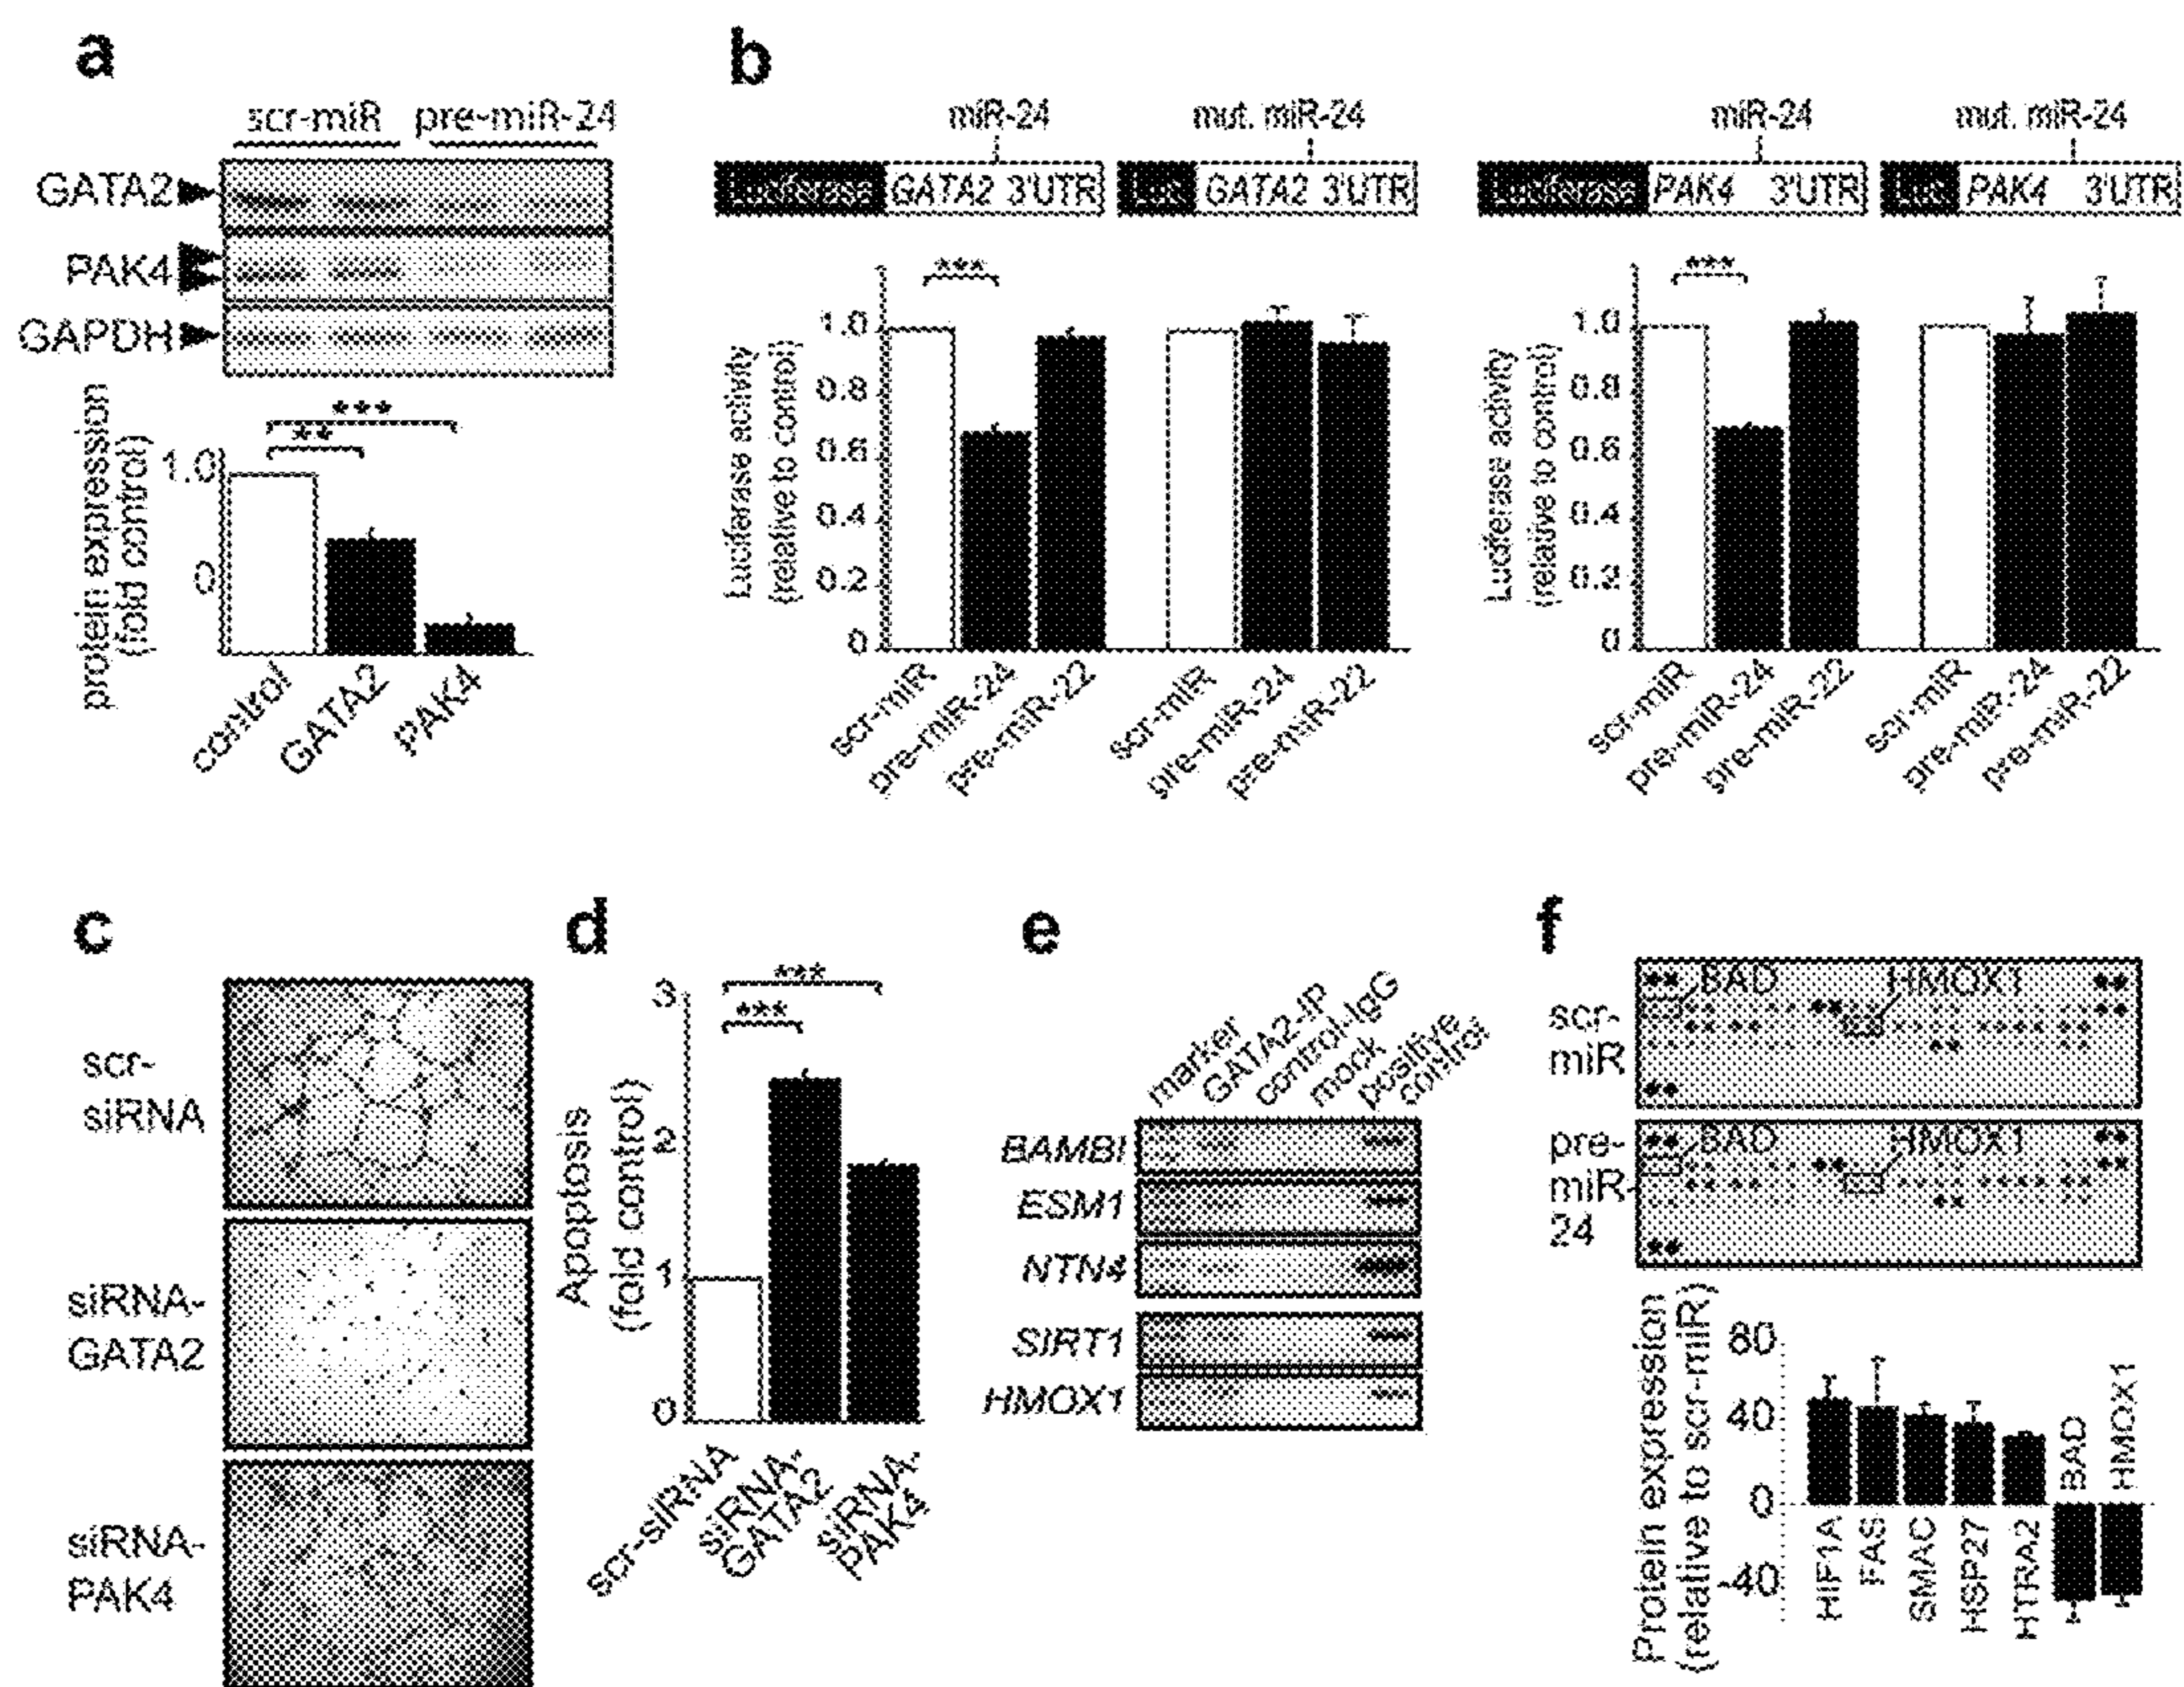 a
scr-miR pre-miR-24
GATA2
PAK4
GAPDH
protein expression
(fold control)
1.0
0
***
**
control
GATA2
PAK4
b
miR-24
mut. miR-24
Luciferase GATA2 3'UTR
Luc GATA2 3'UTR
miR-24
mut. miR-24
Luciferase PAK4 3'UTR
Luc PAK4 3'UTR
Luciferase activity
(relative to control)
***
1.0
0.8
0.6
0.4
0.2
0
scr-miR
pre-miR-24
pre-miR-22
scr-miR
pre-miR-24
pre-miR-22
Luciferase activity
(relative to control)
***
1.0
0.8
0.6
0.4
0.2
0
scr-miR
pre-miR-24
pre-miR-22
scr-miR
pre-miR-24
pre-miR-22
c
scr-
siRNA
siRNA-
GATA2
siRNA-
PAK4
d
Apoptosis
(fold control)
***
***
3
2
1
0
scr-siRNA
siRNA-
GATA2
siRNA-
PAK4
e
marker
GATA2-IP
control-IgG
mock
positive
control
BAMBI
ESM1
NTN4
SIRT1
HMOX1
f
scr-
miR
BAD
HMOX1
pre-
miR-
24
BAD
HMOX1
Protein expression
(relative to scr-miR)
80
40
0
-40
HIF1A
FAS
SMAC
HSP27
HTRA2
BAD
HMOX1